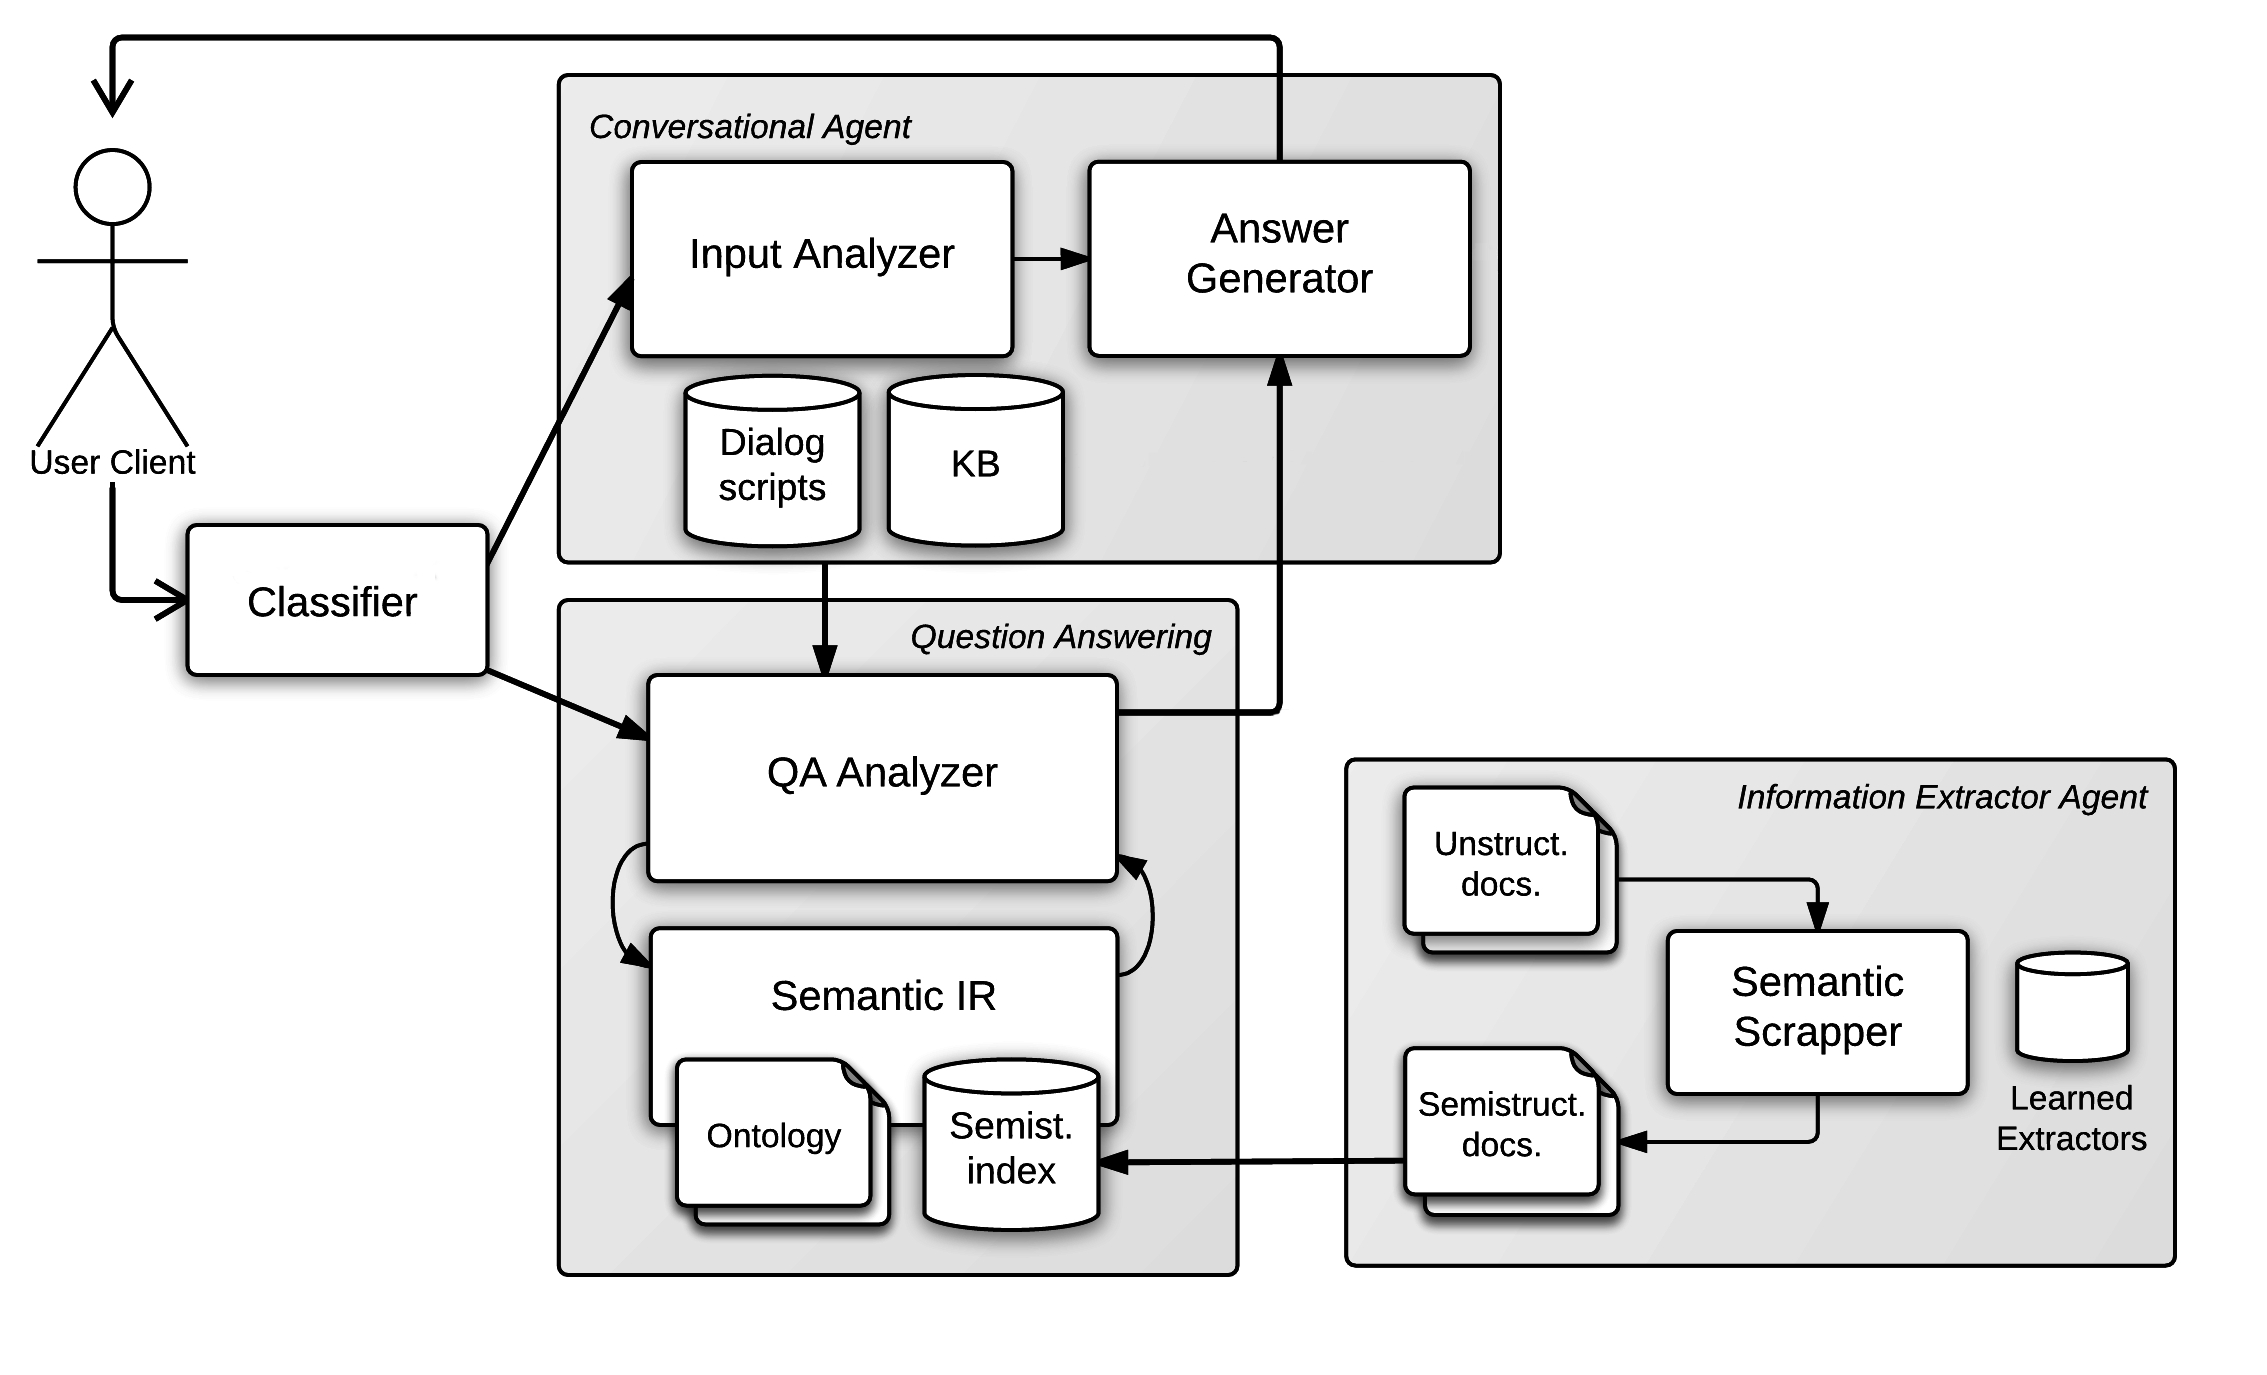 Conversational Agent
Input Analyzer
Answer
Generator
Dialog
scripts
KB
User Client
Classifier
Question Answering
QA Analyzer
Semantic IR
Ontology
Semist.
index
Information Extractor Agent
Unstruct.
docs.
Semantic
Scrapper
Semistruct.
docs.
Learned
Extractors